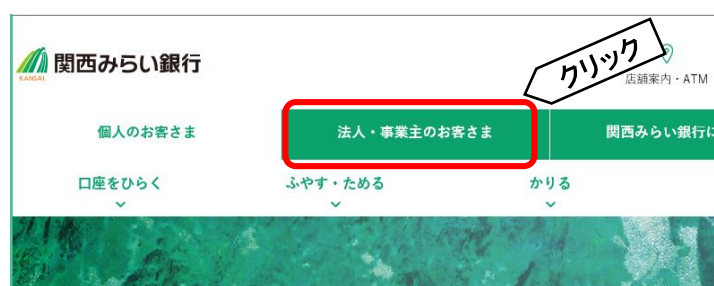 関西みらい銀行
KANSAI
クリック
店舗案内・ATM
個人のお客さま
法人・事業主のお客さま
関西みらい銀行に
口座をひらく
ふやす・ためる
かりる